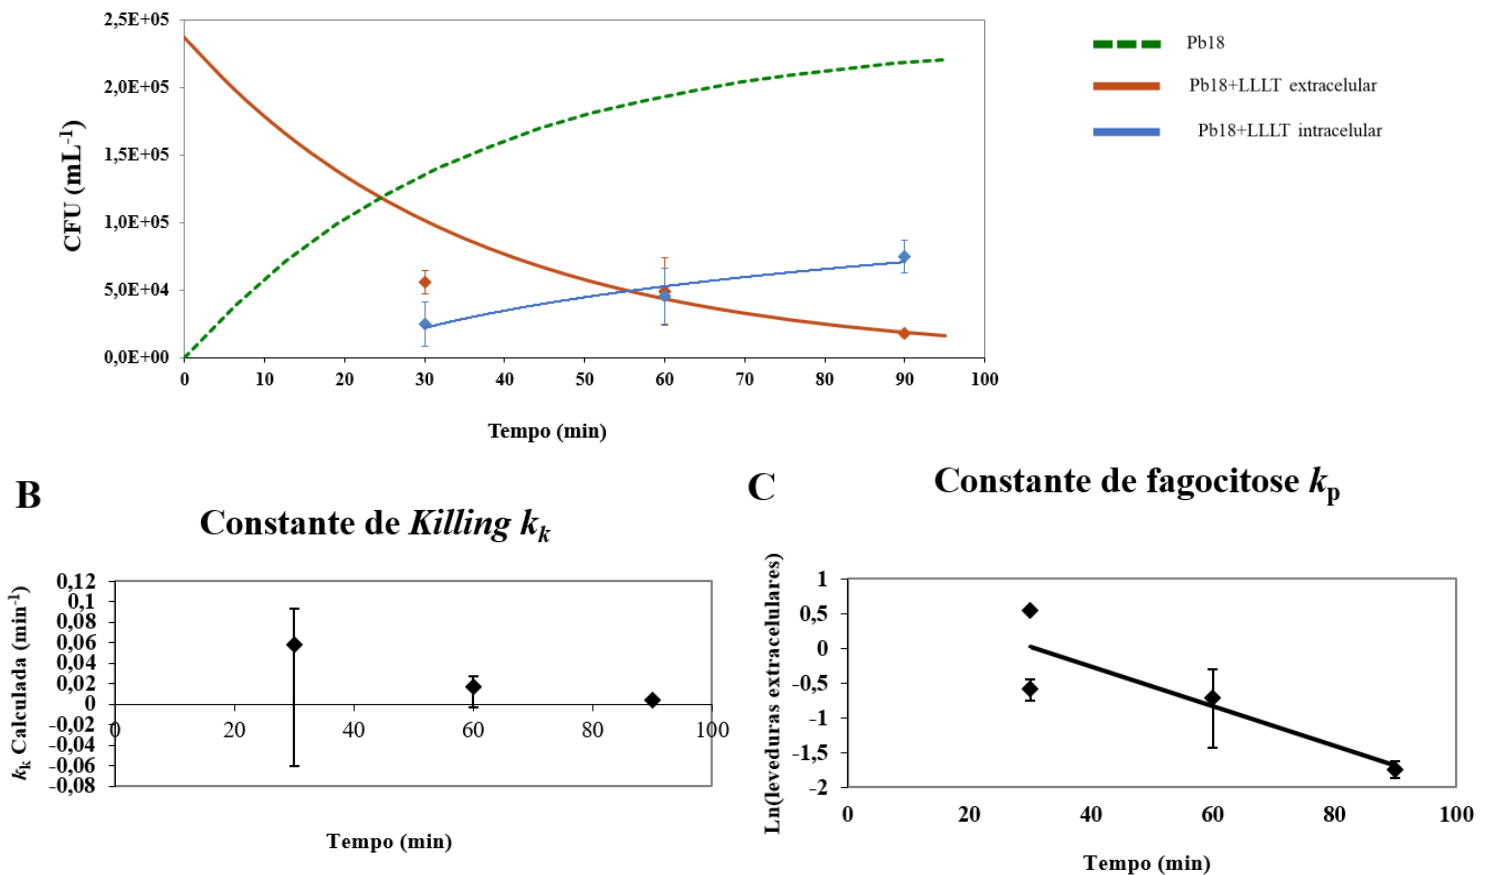 2,5E+05
2,0E+05
1,5E+05
1,0E+05
5,0E+04
0,0E+00
CFU (mL-1)
0 10 20 30 40 50 60 70 80 90 100
Tempo (min)
Pb18
Pb18+LLLT extracelular
Pb18+LLLT intracelular
B
Constante de Killing kk
0,12
0,1
0,08
0,06
0,04
0,02
0
-0,02
-0,04
-0,06
-0,08
kk Calculada (min-1)
0 20 40 60 80 100
Tempo (min)
C
Constante de fagocitose kp
1
0,5
0
-0,5
-1
-1,5
-2
Ln(leveduras extracelulares)
0 20 40 60 80 100
Tempo (min)